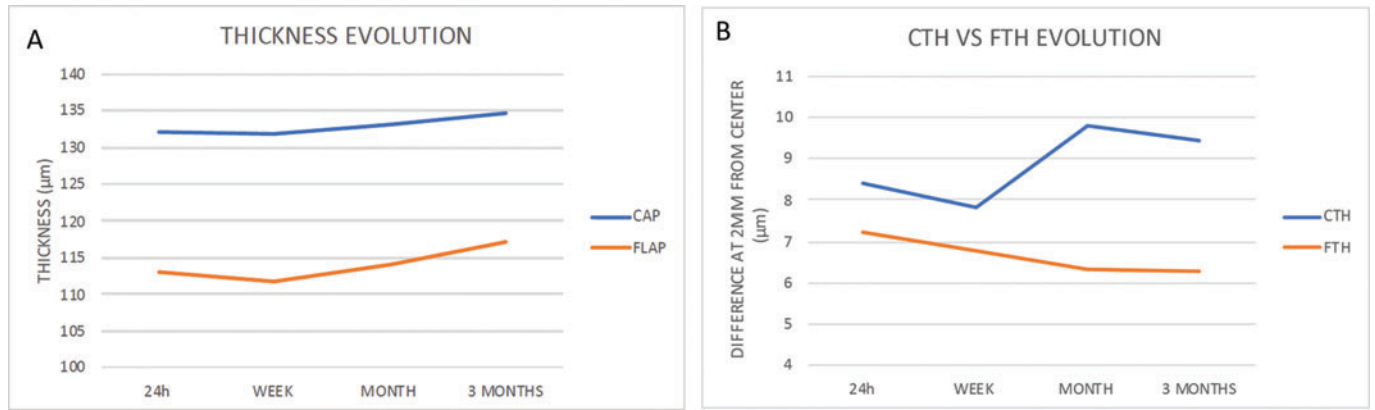 A
THICKNESS EVOLUTION
THICKNESS (µm)
140
135
130
125
120
115
110
105
100
24h WEEK MONTH 3 MONTHS
CAP
FLAP
B
CTH VS FTH EVOLUTION
DIFFERENCE AT 2MM FROM CENTER
(µm)
11
10
9
8
7
6
5
4
24h WEEK MONTH 3 MONTHS
CTH
FTH